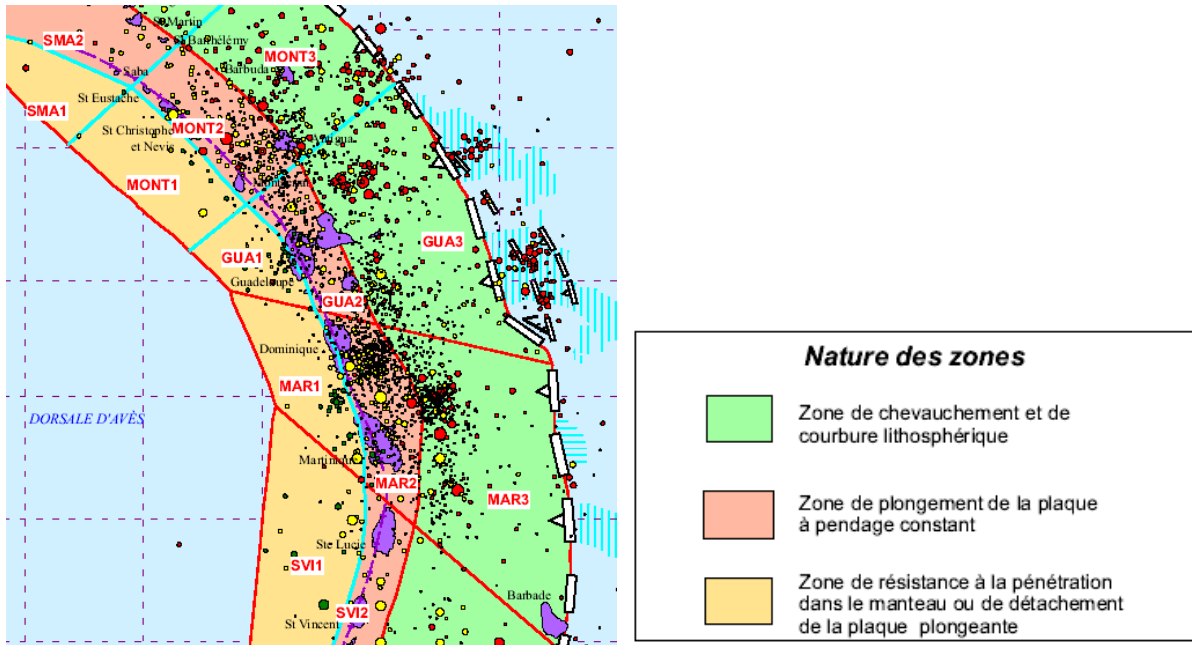 St Martin
SMA2
St Barthélémy
MONT3
Saba
Barbuda
St Eustache
SMA1
St Christophe
et Nevis
MONT2
MONT1
GUA3
GUA1
Guadeloupe
GUA2
Dominique
MAR1
DORSALE D'AVÈS
Martinique
MAR2
MAR3
Ste Lucie
SVI1
Barbade
SVI2
St Vincent
Nature des zones
Zone de chevauchement et de
courbure lithosphérique
Zone de plongement de la plaque
à pendage constant
Zone de résistance à la pénétration
dans le manteau ou de détachement
de la plaque plongeante